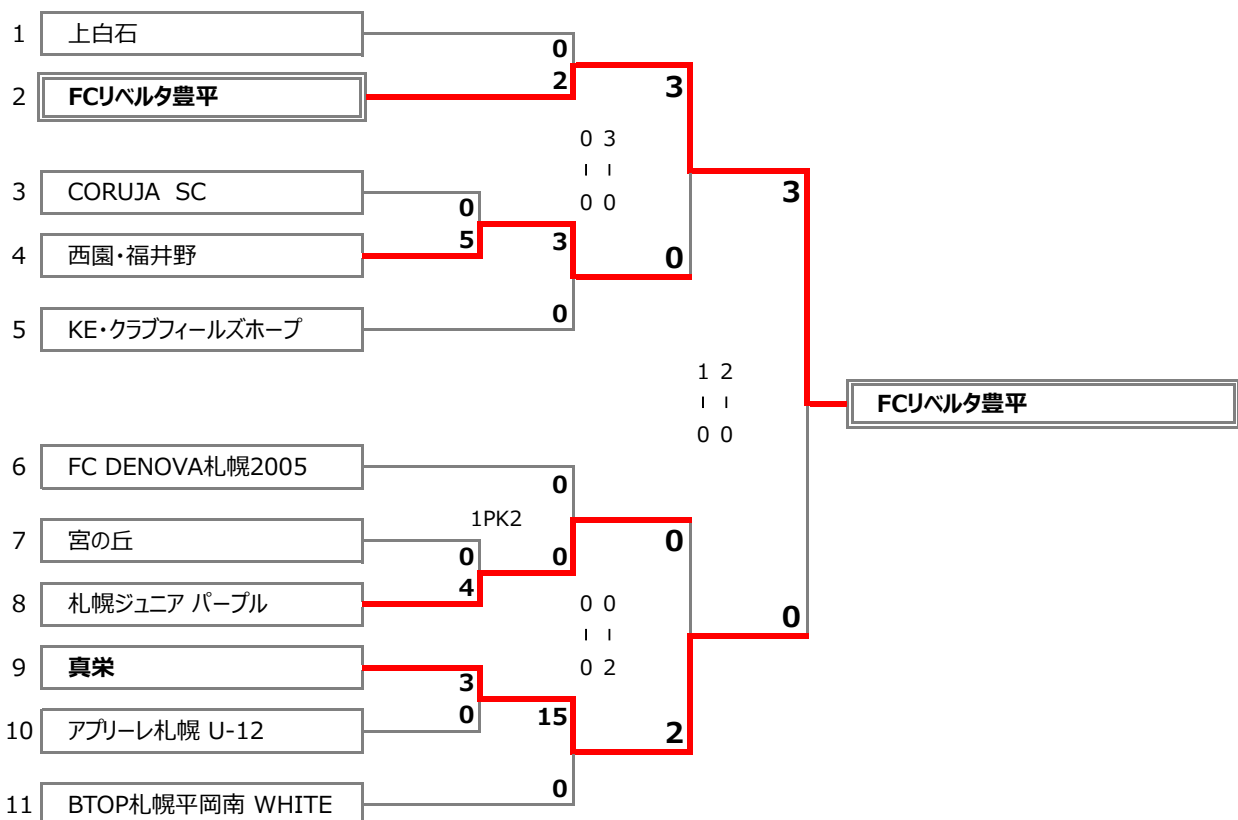 1 上白石
0
2 FCリベルタ豊平
2
3
0 3
- -
0 0
3 CORUJA SC
0
3
4 西園・福井野
5
3
0
5 KE・クラブフィールズホープ
0
1 2
- -
0 0
FCリベルタ豊平
6 FC DENOVA札幌2005
0
1PK2
7 宮の丘
0
0
0
8 札幌ジュニア パープル
4
0 0
- -
0 2
0
9 真栄
3
10 アプリーレ札幌 U-12
0
15
2
11 BTOP札幌平岡南 WHITE
0